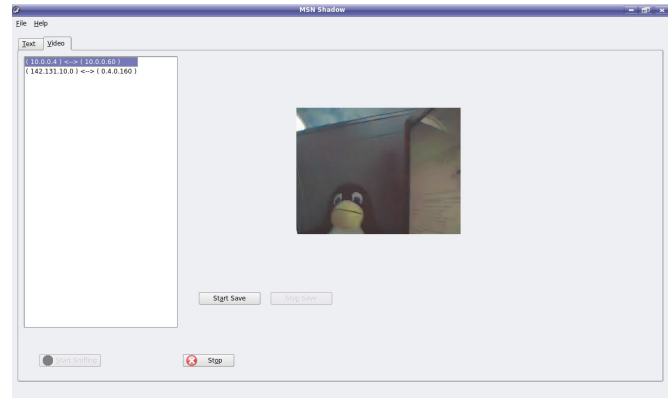 MSN Shadow
File Help
Text Video
( 10.0.0.4 ) <--> ( 10.0.0.60 )
( 142.131.10.0 ) <--> ( 0.4.0.160 )
Start Save Stop Save
Start Sniffing Stop